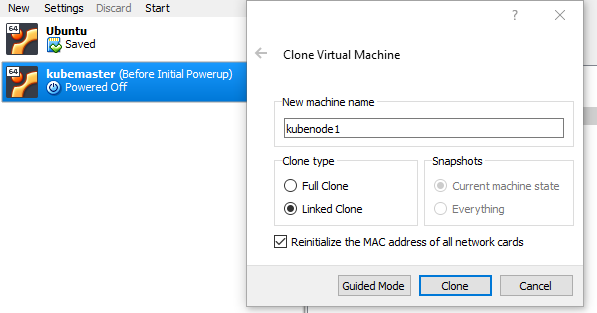 New Settings Discard Start
64
Ubuntu
Saved
64
kubemaster (Before Initial Powerup)
Powered Off
?
Clone Virtual Machine
New machine name
kubenode1
Clone type
Full Clone
Linked Clone
Snapshots
Current machine state
Everything
Reinitialize the MAC address of all network cards
Guided Mode Clone Cancel